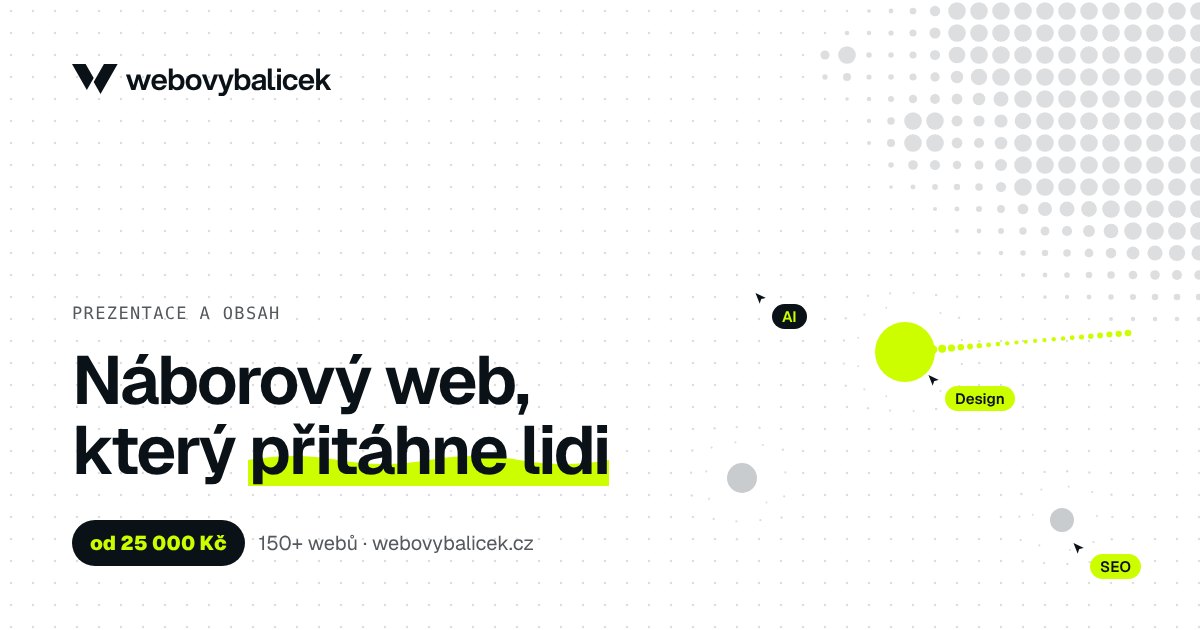 webovybalicek
PREZENTACE A OBSAH
Náborový web,
který přitáhne lidi
od 25 000 Kč
150+ webů · webovybalicek.cz
AI
Design
SEO